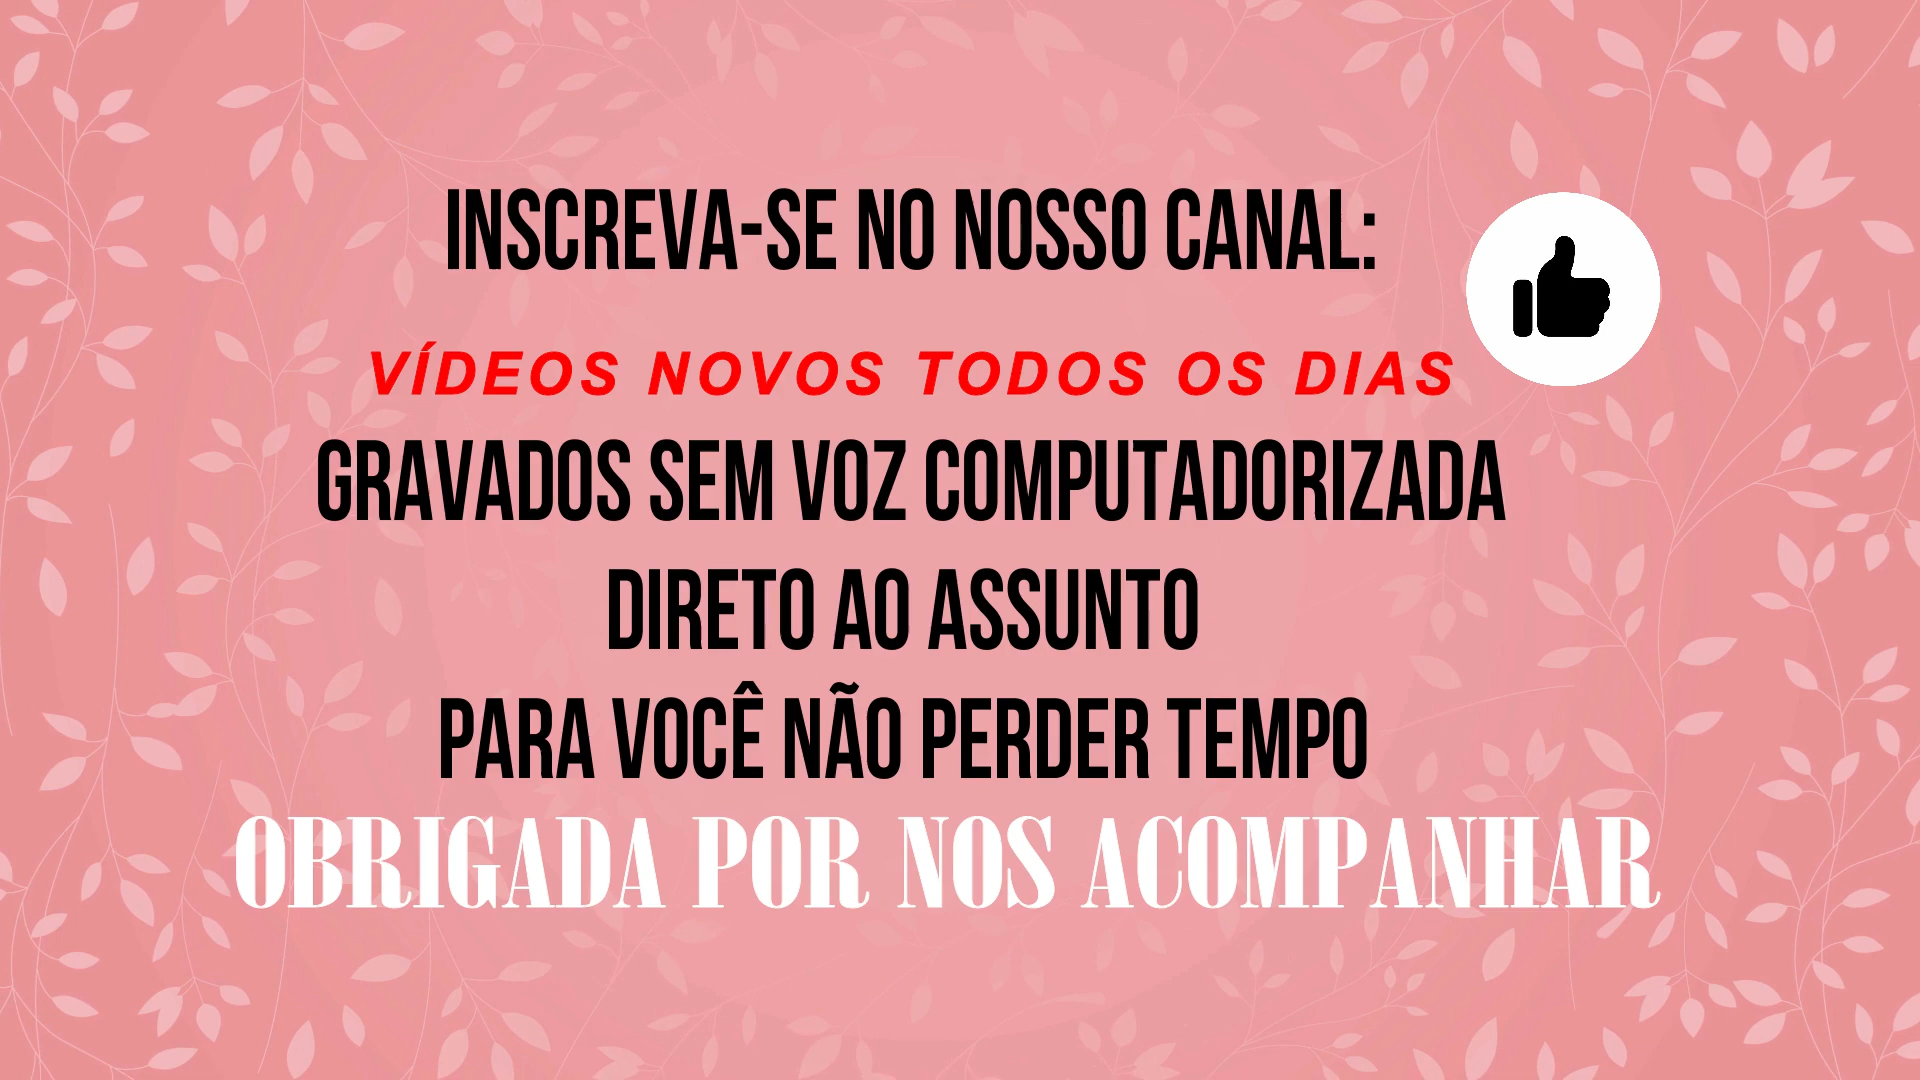 INSCREVA-SE NO NOSSO CANAL:
VÍDEOS NOVOS TODOS OS DIAS
GRAVADOS SEM VOZ COMPUTADORIZADA
DIRETO AO ASSUNTO
PARA VOCÊ NÃO PERDER TEMPO
OBRIGADA POR NOS ACOMPANHAR